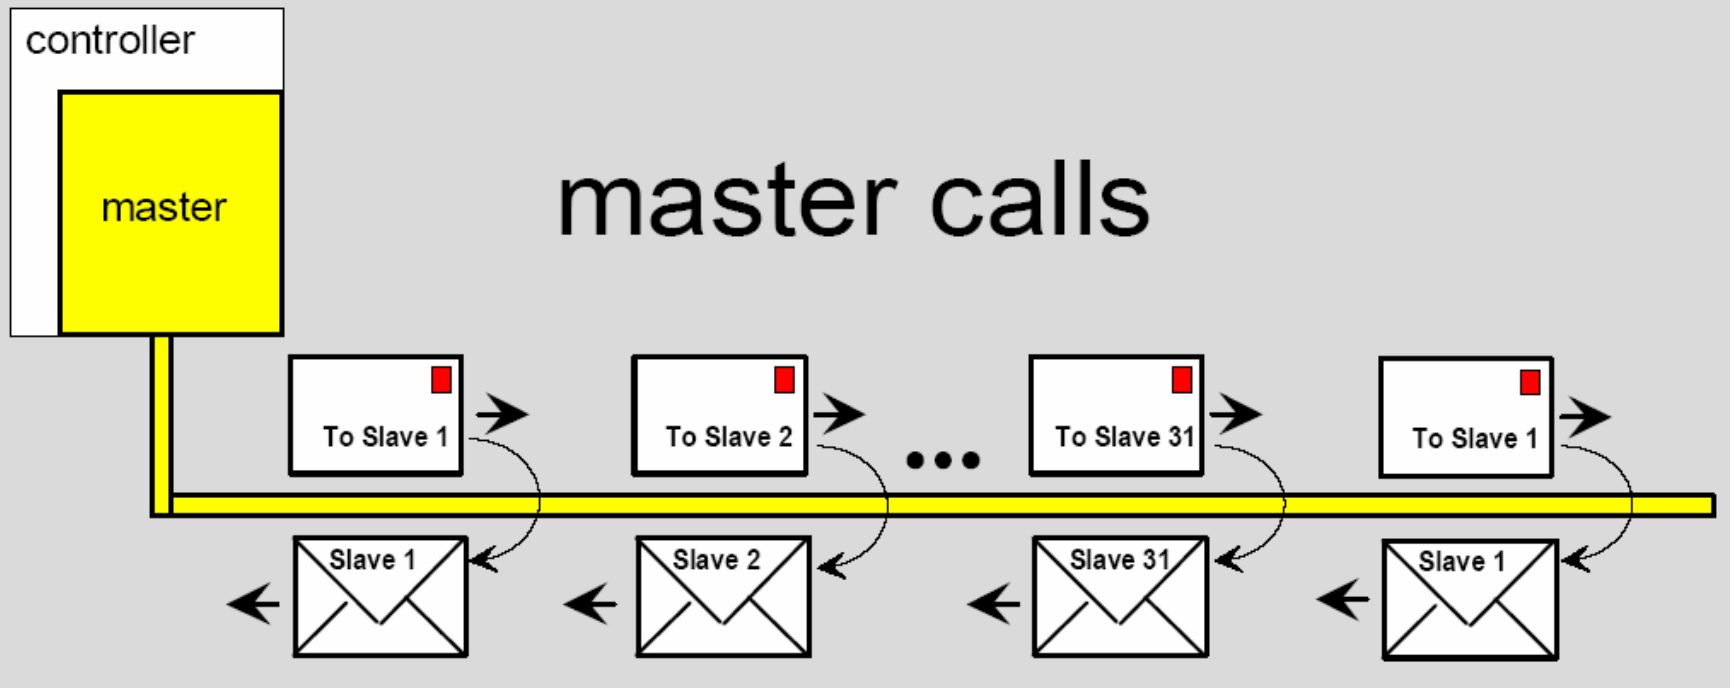 controller
master
master calls
To Slave 1
To Slave 2
To Slave 31
To Slave 1
Slave 1
Slave 2
Slave 31
Slave 1